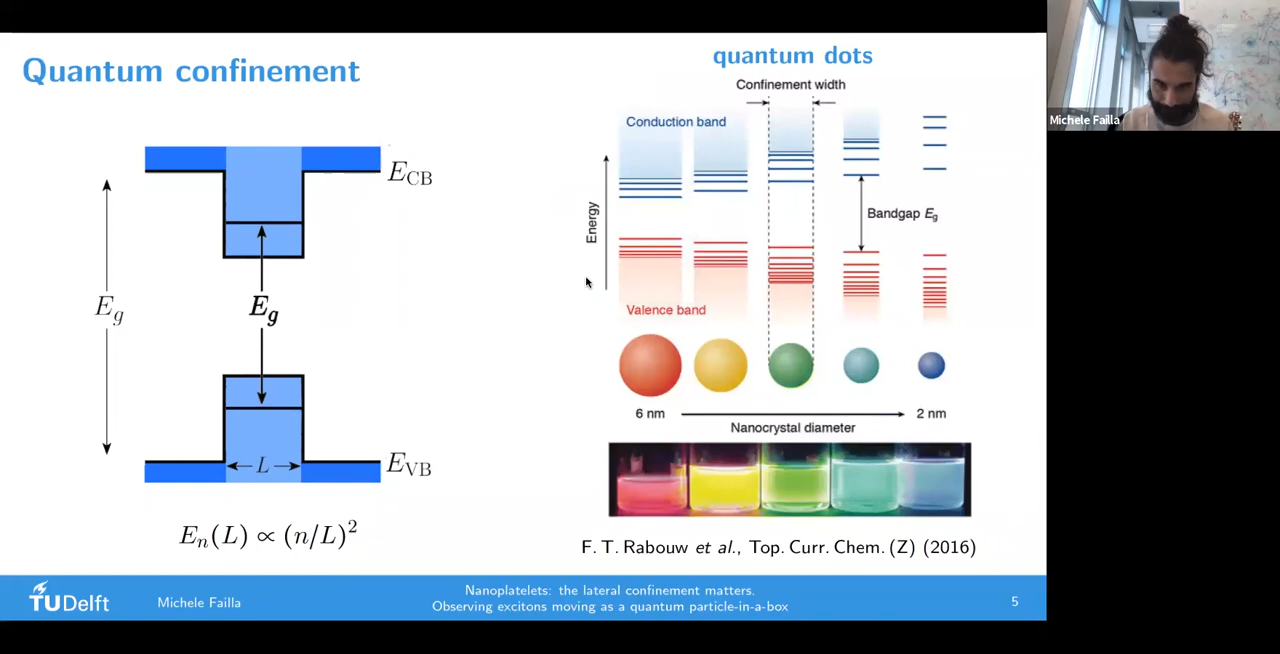 Quantum confinement
E_CB
E_g
E_g
L
E_VB
E_n(L) ∝ (n/L)^2
quantum dots
Confinement width
Conduction band
Energy
Bandgap E_g
Valence band
6 nm
2 nm
Nanocrystal diameter
F. T. Rabouw et al., Top. Curr. Chem. (Z) (2016)
TUDelft
Michele Failla
Nanoplatelets: the lateral confinement matters.
Observing excitons moving as a quantum particle-in-a-box
5
Michele Failla